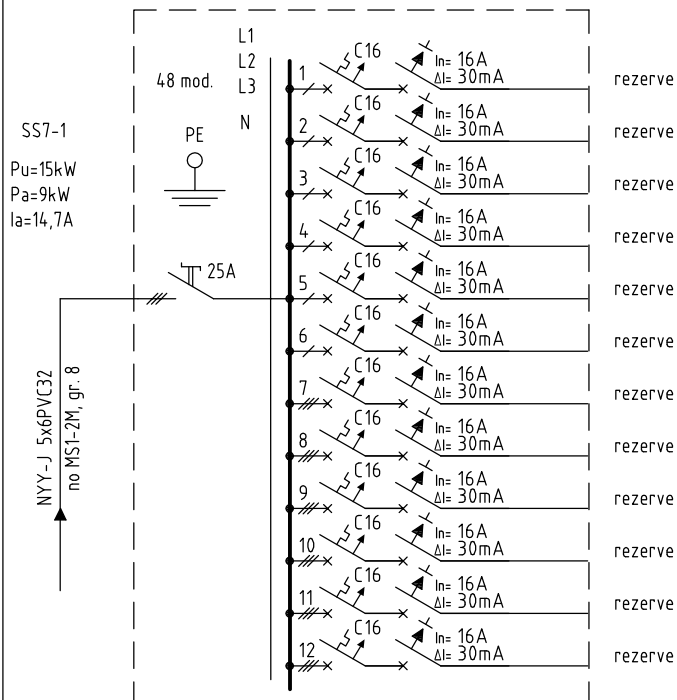 L1
L2
L3
N
48 mod.
PE
SS7-1
Pu=15kW
Pa=9kW
Ia=14,7A
25A
NYY-J 5x6PVC32
no MS1-2M, gr. 8
1
C16
In= 16A
ΔI= 30mA
rezerve
2
C16
In= 16A
ΔI= 30mA
rezerve
3
C16
In= 16A
ΔI= 30mA
rezerve
4
C16
In= 16A
ΔI= 30mA
rezerve
5
C16
In= 16A
ΔI= 30mA
rezerve
6
C16
In= 16A
ΔI= 30mA
rezerve
7
C16
In= 16A
ΔI= 30mA
rezerve
8
C16
In= 16A
ΔI= 30mA
rezerve
9
C16
In= 16A
ΔI= 30mA
rezerve
10
C16
In= 16A
ΔI= 30mA
rezerve
11
C16
In= 16A
ΔI= 30mA
rezerve
12
C16
In= 16A
ΔI= 30mA
rezerve